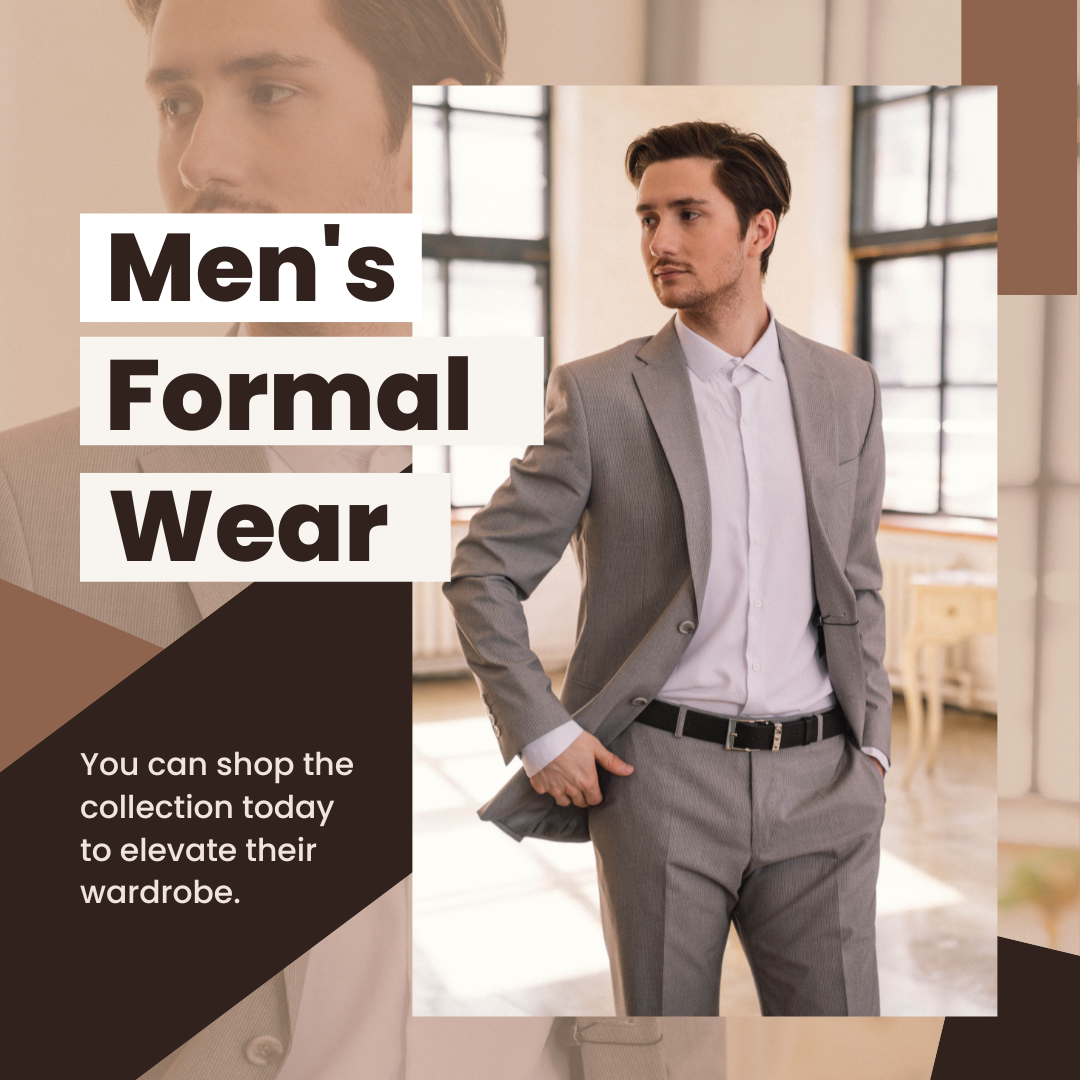 Men's
Formal
Wear
You can shop the
collection today
to elevate their
wardrobe.